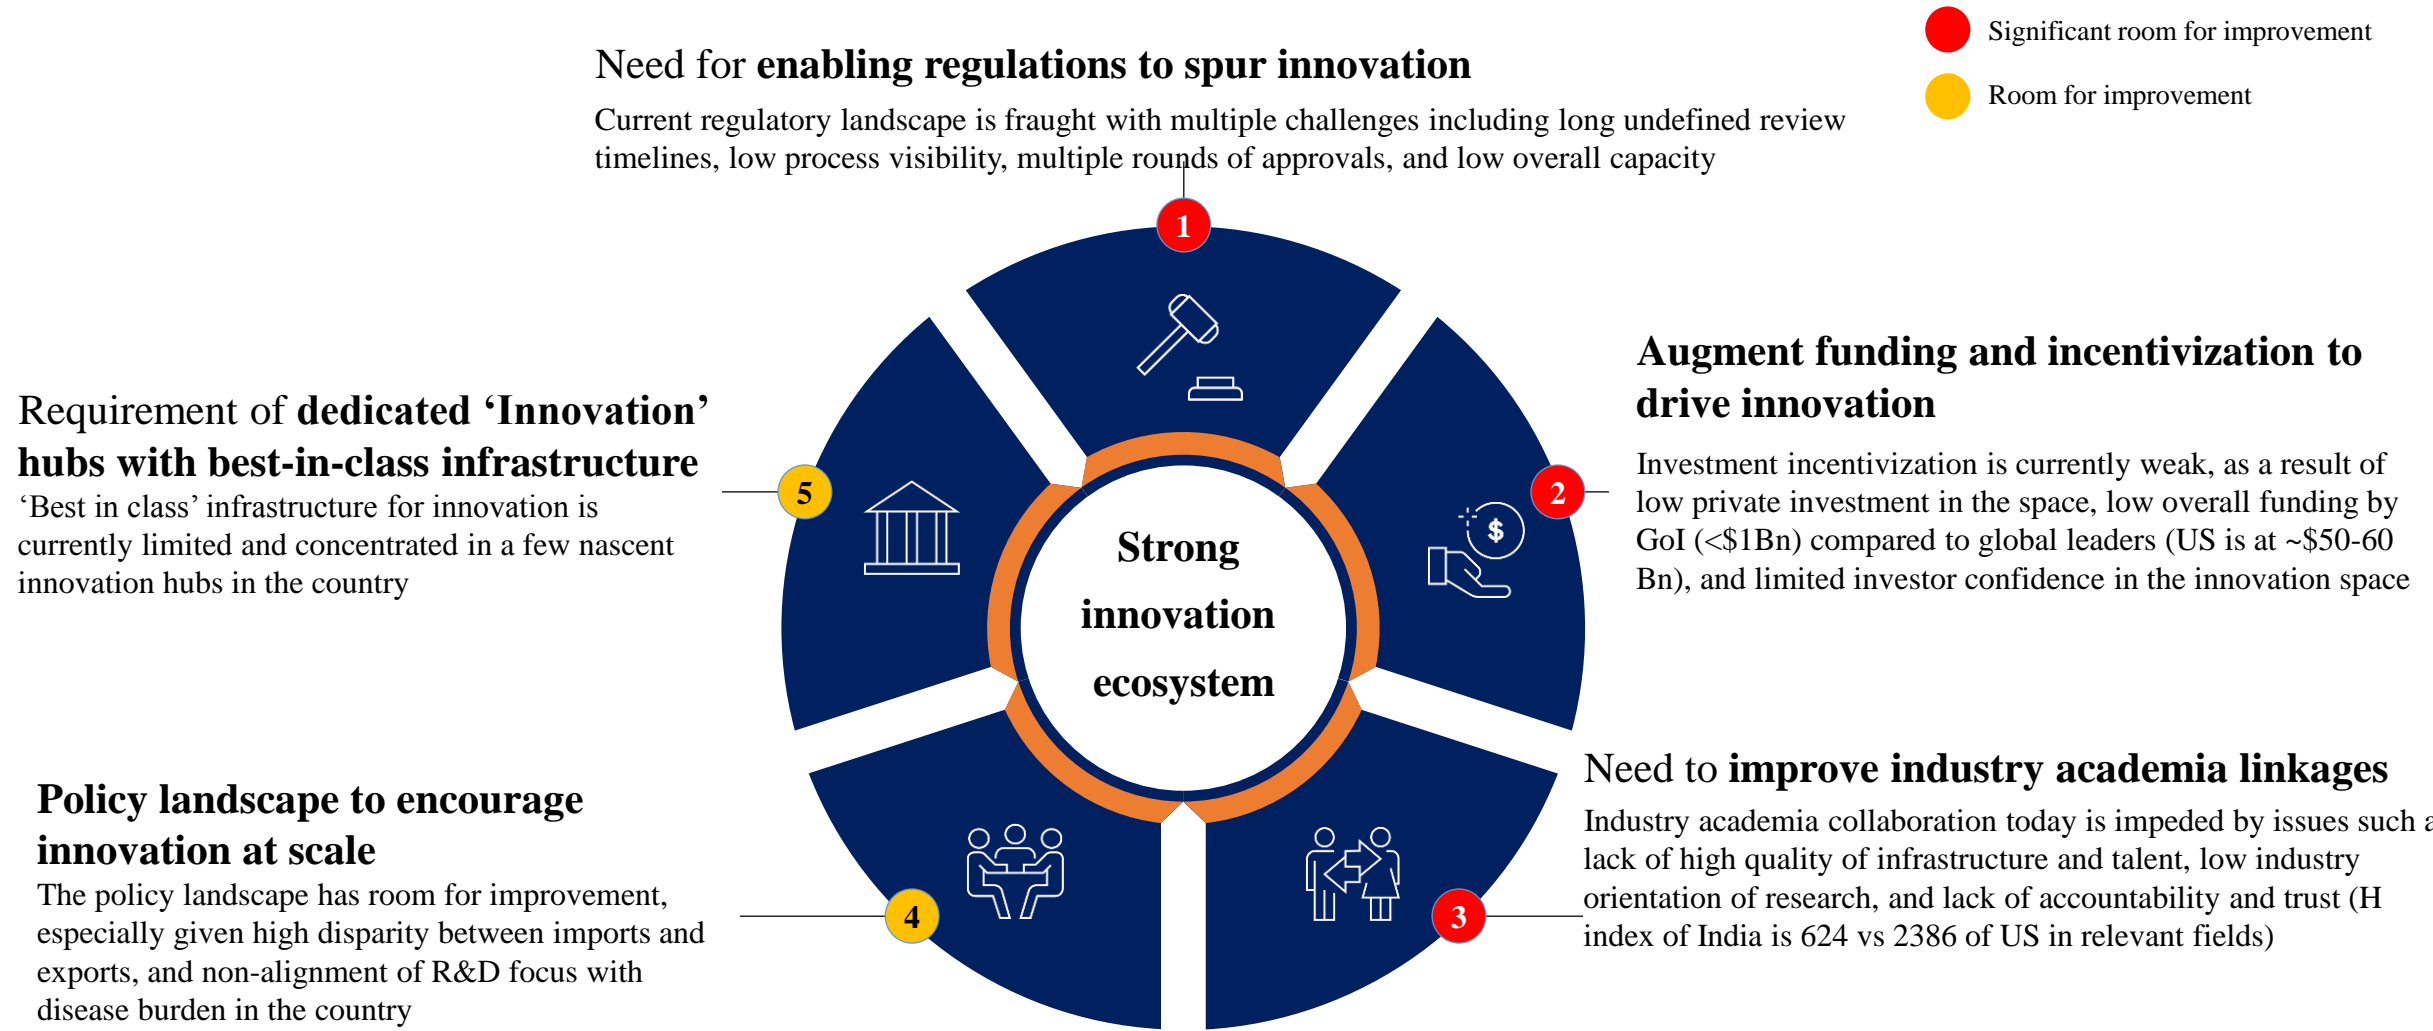 Significant room for improvement
Room for improvement
Need for enabling regulations to spur innovation
Current regulatory landscape is fraught with multiple challenges including long undefined review
timelines, low process visibility, multiple rounds of approvals, and low overall capacity
1
Augment funding and incentivization to
drive innovation
Investment incentivization is currently weak, as a result of
low private investment in the space, low overall funding by
GoI (<$1Bn) compared to global leaders (US is at ~$50-60
Bn), and limited investor confidence in the innovation space
2
$
Need to improve industry academia linkages
Industry academia collaboration today is impeded by issues such
lack of high quality of infrastructure and talent, low industry
orientation of research, and lack of accountability and trust (H
index of India is 624 vs 2386 of US in relevant fields)
3
Policy landscape to encourage
innovation at scale
The policy landscape has room for improvement,
especially given high disparity between imports and
exports, and non-alignment of R&D focus with
disease burden in the country
4
Requirement of dedicated ‘Innovation’
hubs with best-in-class infrastructure
‘Best in class’ infrastructure for innovation is
currently limited and concentrated in a few nascent
innovation hubs in the country
5
Strong
innovation
ecosystem